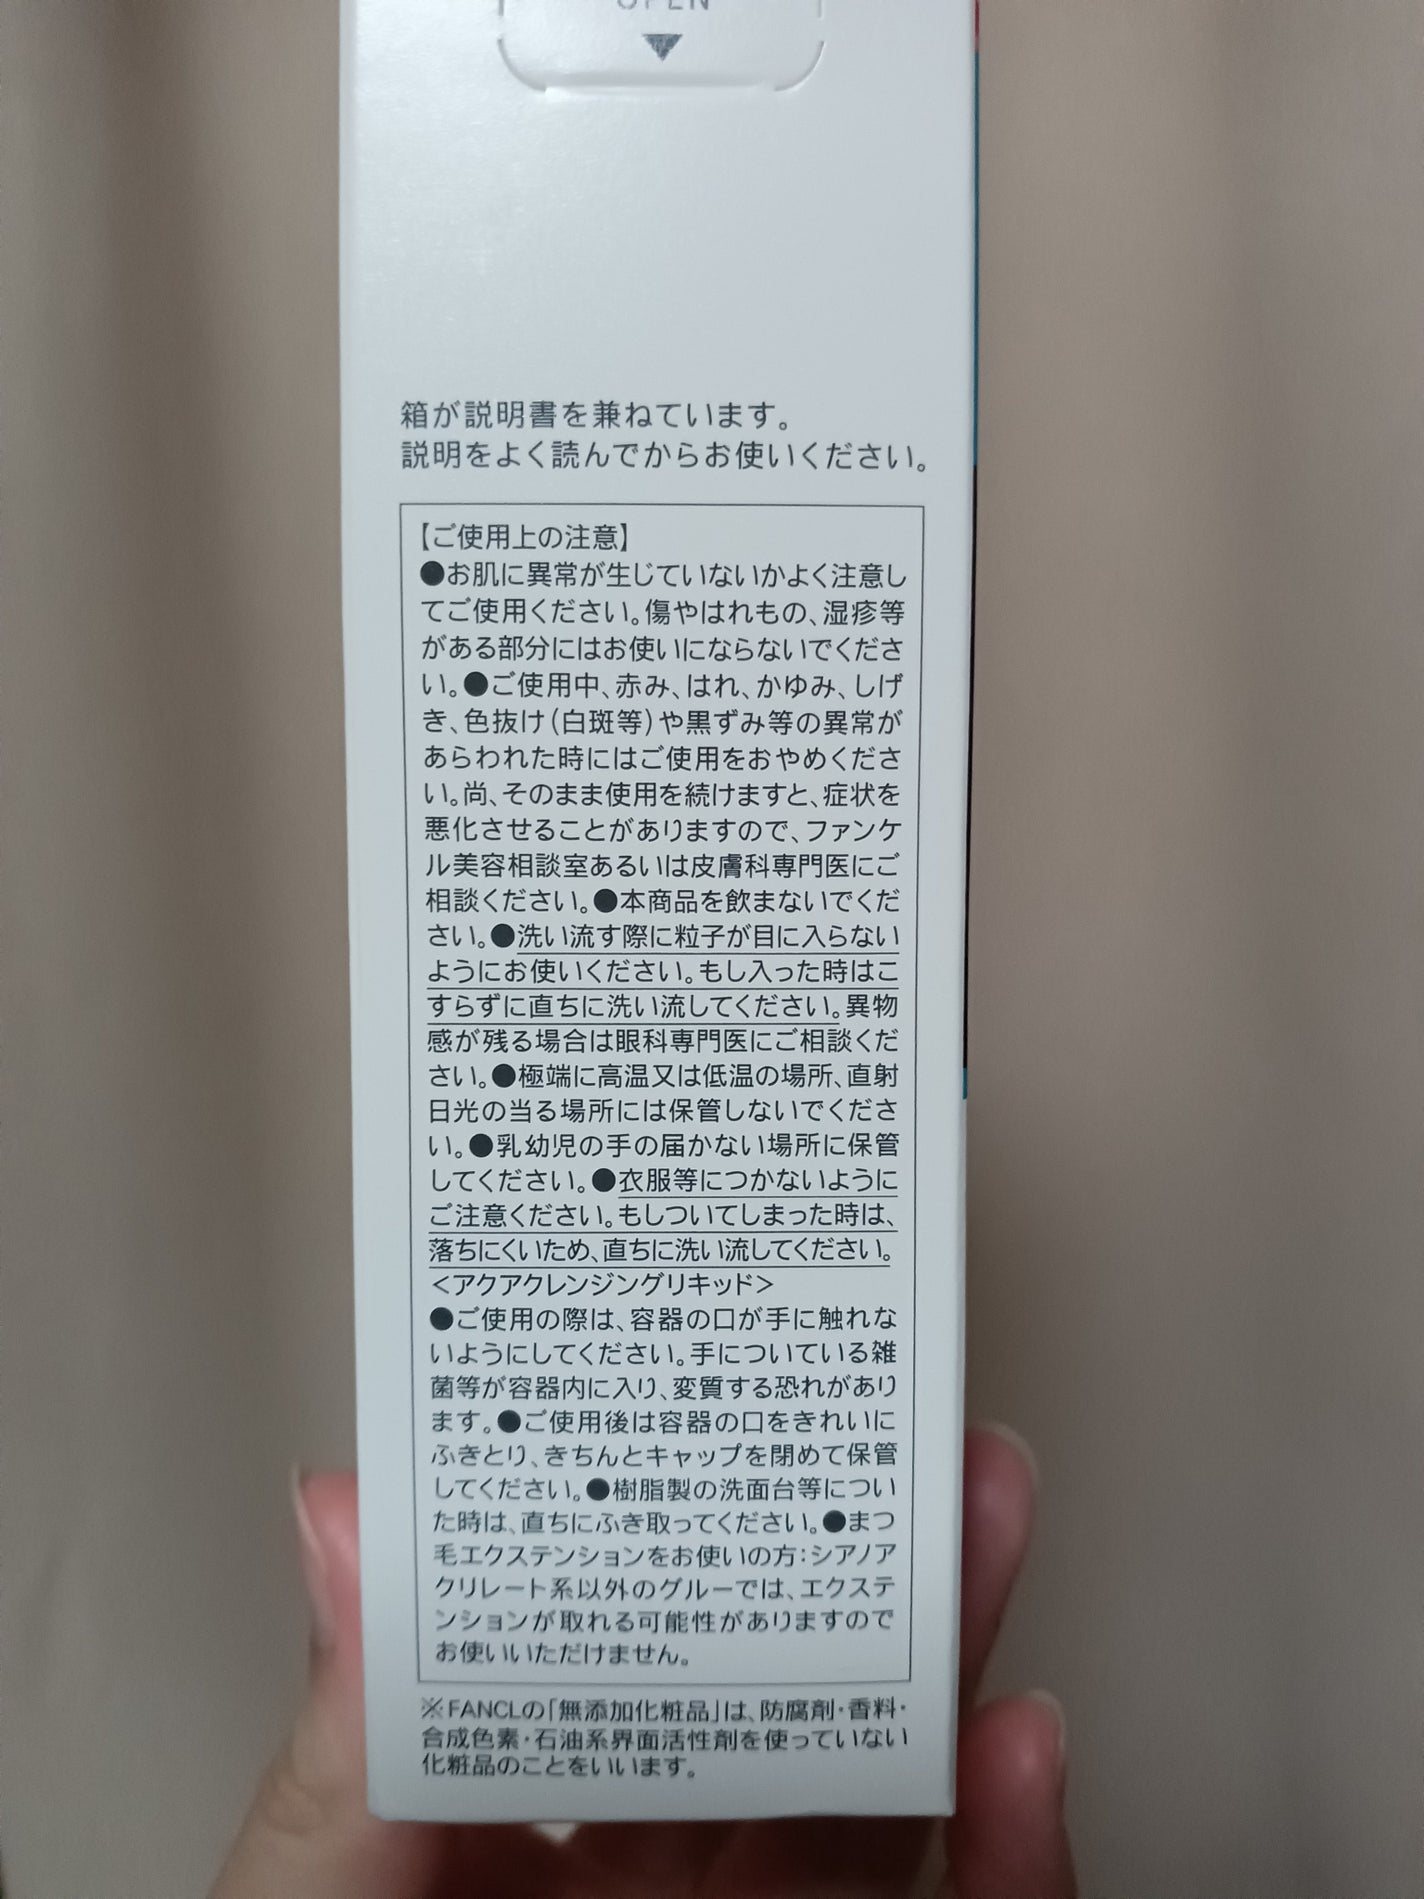 OPEN
▼
箱が説明書を兼ねています。
説明をよく読んでからお使いください。
【ご使用上の注意】
●お肌に異常が生じていないかよく注意し
てご使用ください。傷やはれもの、湿疹等
がある部分にはお使いにならないでくださ
い。●ご使用中、赤み、はれ、かゆみ、しげ
き、色抜け(白斑等)や黒ずみ等の異常が
あらわれた時にはご使用をおやめくださ
い。尚、そのまま使用を続けますと、症状を
悪化させることがありますので、ファンケ
ル美容相談室あるいは皮膚科専門医にご
相談ください。●本商品を飲まないでくだ
さい。●洗い流す際に粒子が目に入らない
ようにお使いください。もし入った時はこ
すらずに直ちに洗い流してください。異物
感が残る場合は眼科専門医にご相談くだ
さい。●極端に高温又は低温の場所、直射
日光の当る場所には保管しないでくださ
い。●乳幼児の手の届かない場所に保管
してください。●衣服等につかないように
ご注意ください。もしついてしまった時は、
落ちにくいため、直ちに洗い流してください。
<アクアクレンジングリキッド>
●ご使用の際は、容器の口が手に触れな
いようにしてください。手についている雑
菌等が容器内に入り、変質する恐れがあり
ます。●ご使用後は容器の口をきれいに
ふきとり、きちんとキャップを閉めて保管
してください。●樹脂製の洗面台等につい
た時は、直ちにふき取ってください。●まつ
毛エクステンションをお使いの方:シアノア
クリレート系以外のグルーでは、エクステ
ンションが取れる可能性がありますので
お使いいただけません。
※FANCLの「無添加化粧品」は、防腐剤・香料・
合成色素・石油系界面活性剤を使っていない
化粧品のことをいいます。